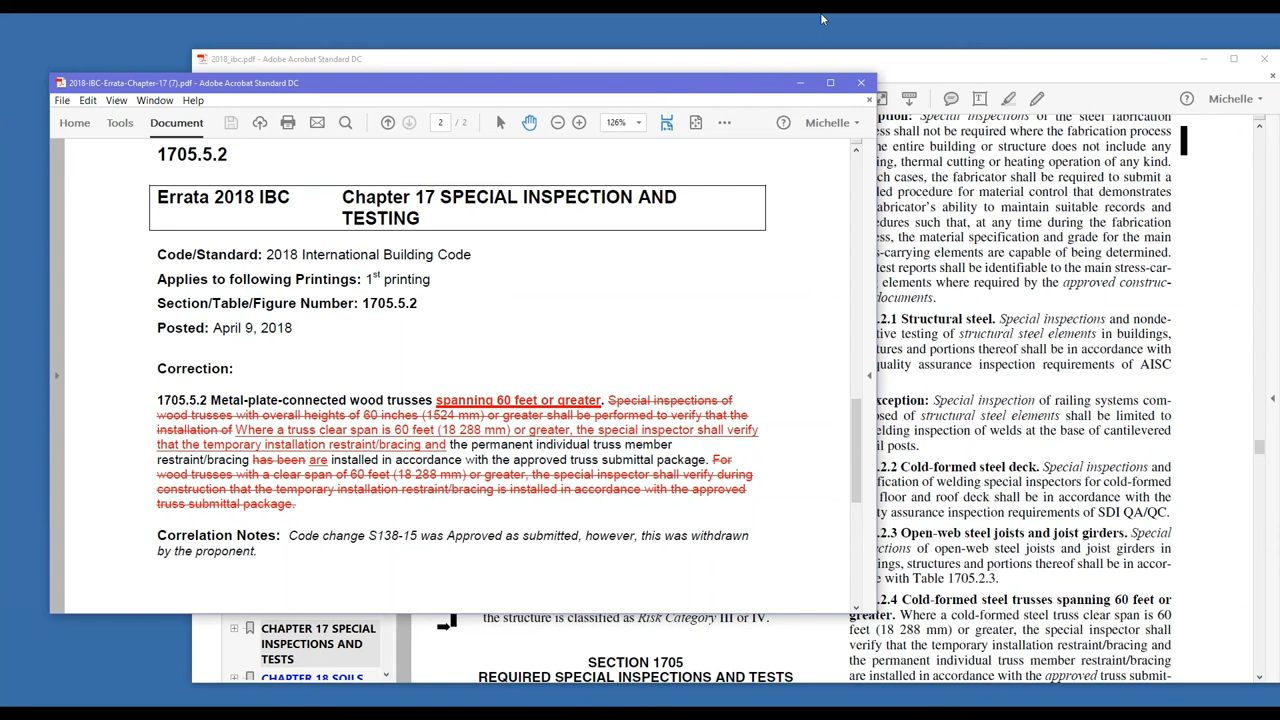 2018_ibc.pdf - Adobe Acrobat Standard DC
2018-IBC-Errata-Chapter-17 (7).pdf - Adobe Acrobat Standard DC
File Edit View Window Help
Home Tools Document 2 / 2 126% Michelle
Michelle
1705.5.2
Errata 2018 IBC Chapter 17 SPECIAL INSPECTION AND
TESTING
Code/Standard: 2018 International Building Code
Applies to following Printings: 1st printing
Section/Table/Figure Number: 1705.5.2
Posted: April 9, 2018
Correction:
1705.5.2 Metal-plate-connected wood trusses spanning 60 feet or greater. Special inspections of
wood trusses with overall heights of 60 inches (1524 mm) or greater shall be performed to verify that the
installation of Where a truss clear span is 60 feet (18 288 mm) or greater, the special inspector shall verify
that the temporary installation restraint/bracing and the permanent individual truss member
restraint/bracing has been are installed in accordance with the approved truss submittal package. For
wood trusses with a clear span of 60 feet (18 288 mm) or greater, the special inspector shall verify during
construction that the temporary installation restraint/bracing is installed in accordance with the approved
truss submittal package.
Correlation Notes: Code change S138-15 was Approved as submitted, however, this was withdrawn
by the proponent.
CHAPTER 17 SPECIAL
INSPECTIONS AND
TESTS
CHAPTER 18 SOILS
the structure is classified as Risk Category III or IV.
SECTION 1705
REQUIRED SPECIAL INSPECTIONS AND TESTS
ption: Special inspections of the steel fabrication
ess shall not be required where the fabrication process
he entire building or structure does not include any
ing, thermal cutting or heating operation of any kind.
ch cases, the fabricator shall be required to submit a
led procedure for material control that demonstrates
abricator's ability to maintain suitable records and
edures such that, at any time during the fabrication
ess, the material specification and grade for the main
s-carrying elements are capable of being determined.
test reports shall be identifiable to the main stress-car-
elements where required by the approved construc-
documents.
.2.1 Structural steel. Special inspections and nonde-
tive testing of structural steel elements in buildings,
tures and portions thereof shall be in accordance with
quality assurance inspection requirements of AISC
xception: Special inspection of railing systems com-
osed of structural steel elements shall be limited to
elding inspection of welds at the base of cantilevered
il posts.
.2.2 Cold-formed steel deck. Special inspections and
fication of welding special inspectors for cold-formed
floor and roof deck shall be in accordance with the
ty assurance inspection requirements of SDI QA/QC.
.2.3 Open-web steel joists and joist girders. Special
ctions of open-web steel joists and joist girders in
ings, structures and portions thereof shall be in accor-
e with Table 1705.2.3.
.2.4 Cold-formed steel trusses spanning 60 feet or
greater. Where a cold-formed steel truss clear span is 60
feet (18 288 mm) or greater, the special inspector shall
verify that the temporary installation restraint/bracing and
the permanent individual truss member restraint/bracing
are installed in accordance with the approved truss submit-